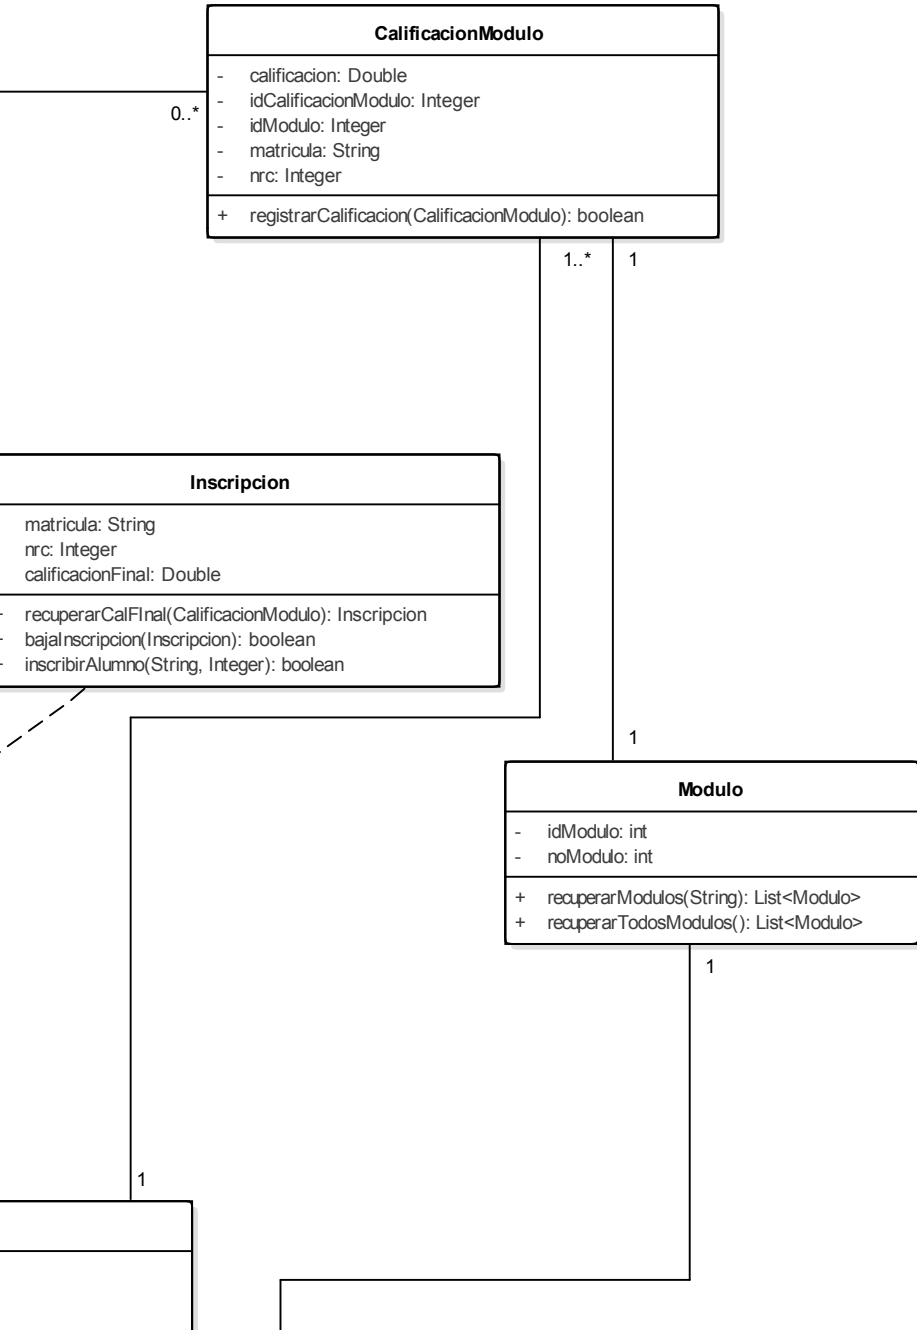 CalificacionModulo
- calificacion: Double
- idCalificacionModulo: Integer
- idModulo: Integer
- matricula: String
- nrc: Integer
+ registrarCalificacion(CalificacionModulo): boolean
0..*
1..*
1
Inscripcion
matricula: String
nrc: Integer
calificacionFinal: Double
recuperarCalFInal(CalificacionModulo): Inscripcion
bajaInscripcion(Inscripcion): boolean
inscribirAlumno(String, Integer): boolean
1
Modulo
- idModulo: int
- noModulo: int
+ recuperarModulos(String): List<Modulo>
+ recuperarTodosModulos(): List<Modulo>
1
1